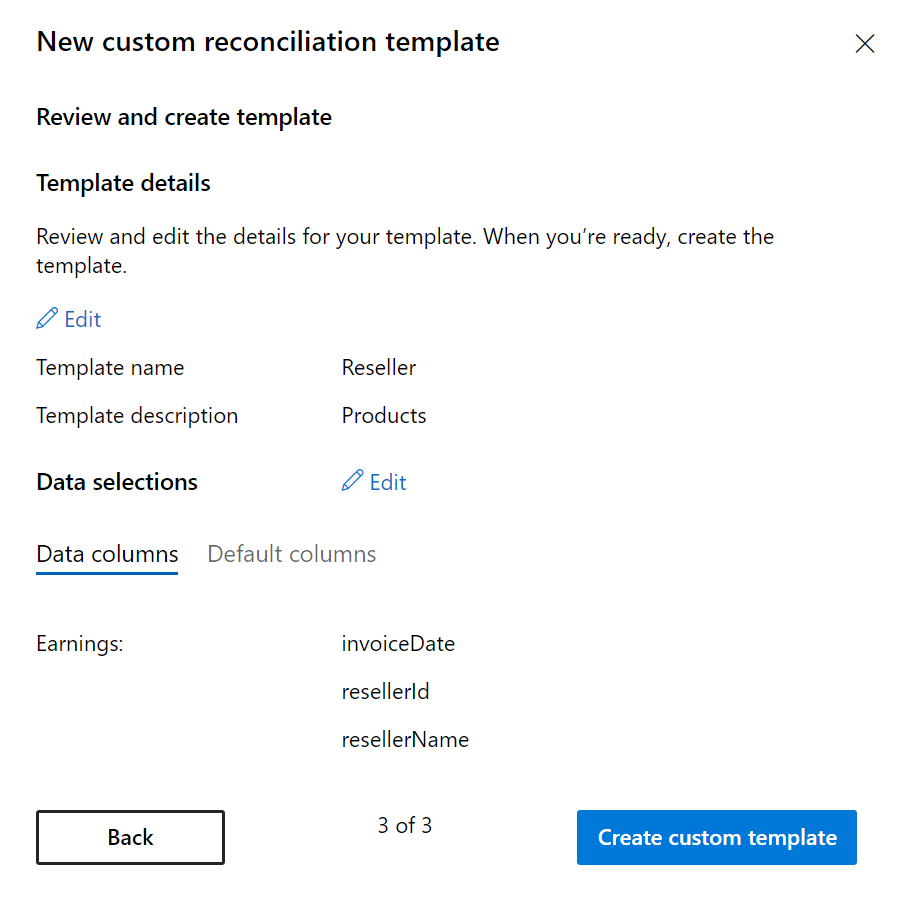 New custom reconciliation template
Review and create template
Template details
Review and edit the details for your template. When you’re ready, create the
template.
Edit
Template name Reseller
Template description Products
Data selections Edit
Data columns Default columns
Earnings: invoiceDate
resellerId
resellerName
Back 3 of 3 Create custom template